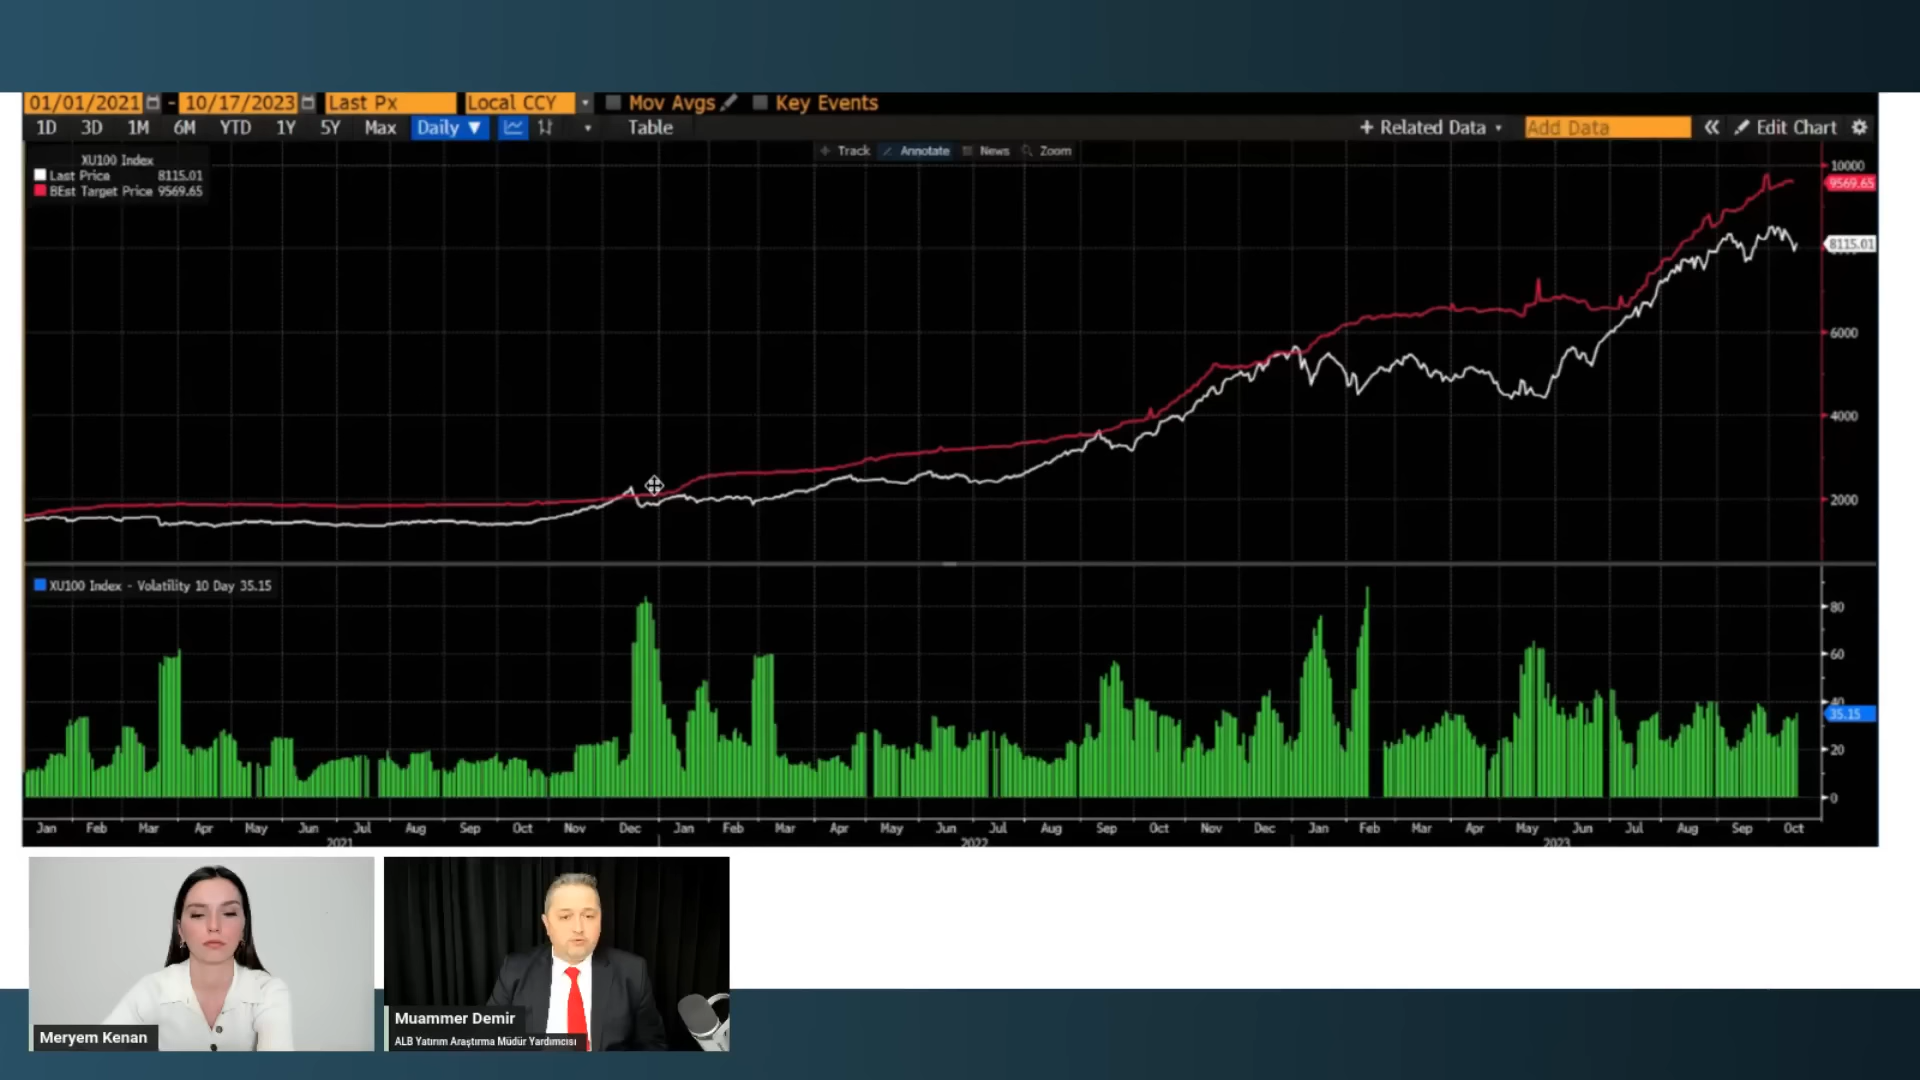 01/01/2021 - 10/17/2023 Last Px Local CCY Mov Avgs Key Events
1D 3D 1M 6M YTD 1Y 5Y Max Daily ▼ Table + Related Data Add Data « Edit Chart
Track Annotate News Zoom
XU100 Index
Last Price 8115.01
BEst Target Price 9569.65
10000
9569.65
8115.01
6000
4000
2000
XU100 Index - Volatility 10 Day 35.15
80
60
40
35.15
20
0
Jan Feb Mar Apr May Jun Jul Aug Sep Oct Nov Dec Jan Feb Mar Apr May Jun Jul Aug Sep Oct Nov Dec Jan Feb Mar Apr May Jun Jul Aug Sep Oct
2021 2022 2023
Meryem Kenan
Muammer Demir
ALB Yatırım Araştırma Müdür Yardımcısı